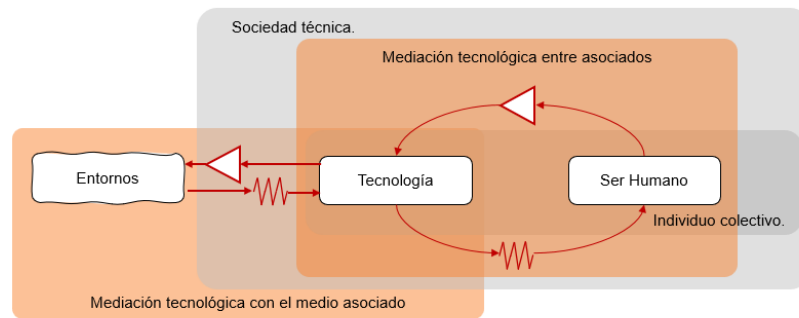 Sociedad técnica.
Mediación tecnológica entre asociados
Entornos
Tecnología
Ser Humano
Individuo colectivo.
Mediación tecnológica con el medio asociado